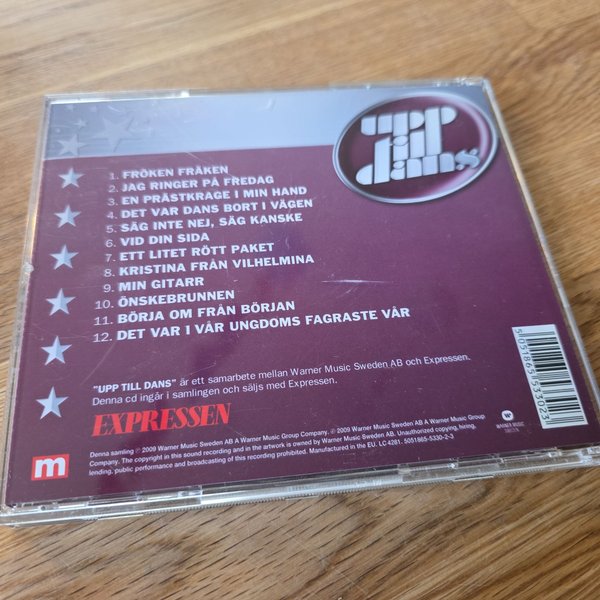 upp
till
dans
1. FRÖKEN FRÄKEN
2. JAG RINGER PÅ FREDAG
3. EN PRÄSTKRAGE I MIN HAND
4. DET VAR DANS BORT I VÄGEN
5. SÄG INTE NEJ, SÄG KANSKE
6. VID DIN SIDA
7. ETT LITET RÖTT PAKET
8. KRISTINA FRÅN VILHELMINA
9. MIN GITARR
10. ÖNSKEBRUNNEN
11. BÖRJA OM FRÅN BÖRJAN
12. DET VAR I VÅR UNGDOMS FAGRASTE VÅR
"UPP TILL DANS" är ett samarbete mellan Warner Music Sweden AB och Expressen.
Denna cd ingår i samlingen och säljs med Expressen.
EXPRESSEN
m
Denna samling ℗ 2009 Warner Music Sweden AB A Warner Music Group Company. © 2009 Warner Music Sweden AB A Warner Music Group
Company. The copyright in this sound recording and in the artwork is owned by Warner Music Sweden AB. Unauthorized copying, hiring,
lending, public performance and broadcasting of this recording prohibited. Manufactured in the EU. LC 4281. 5051865-5330-2-3
WARNER MUSIC
SWEDEN
5 051865 533023